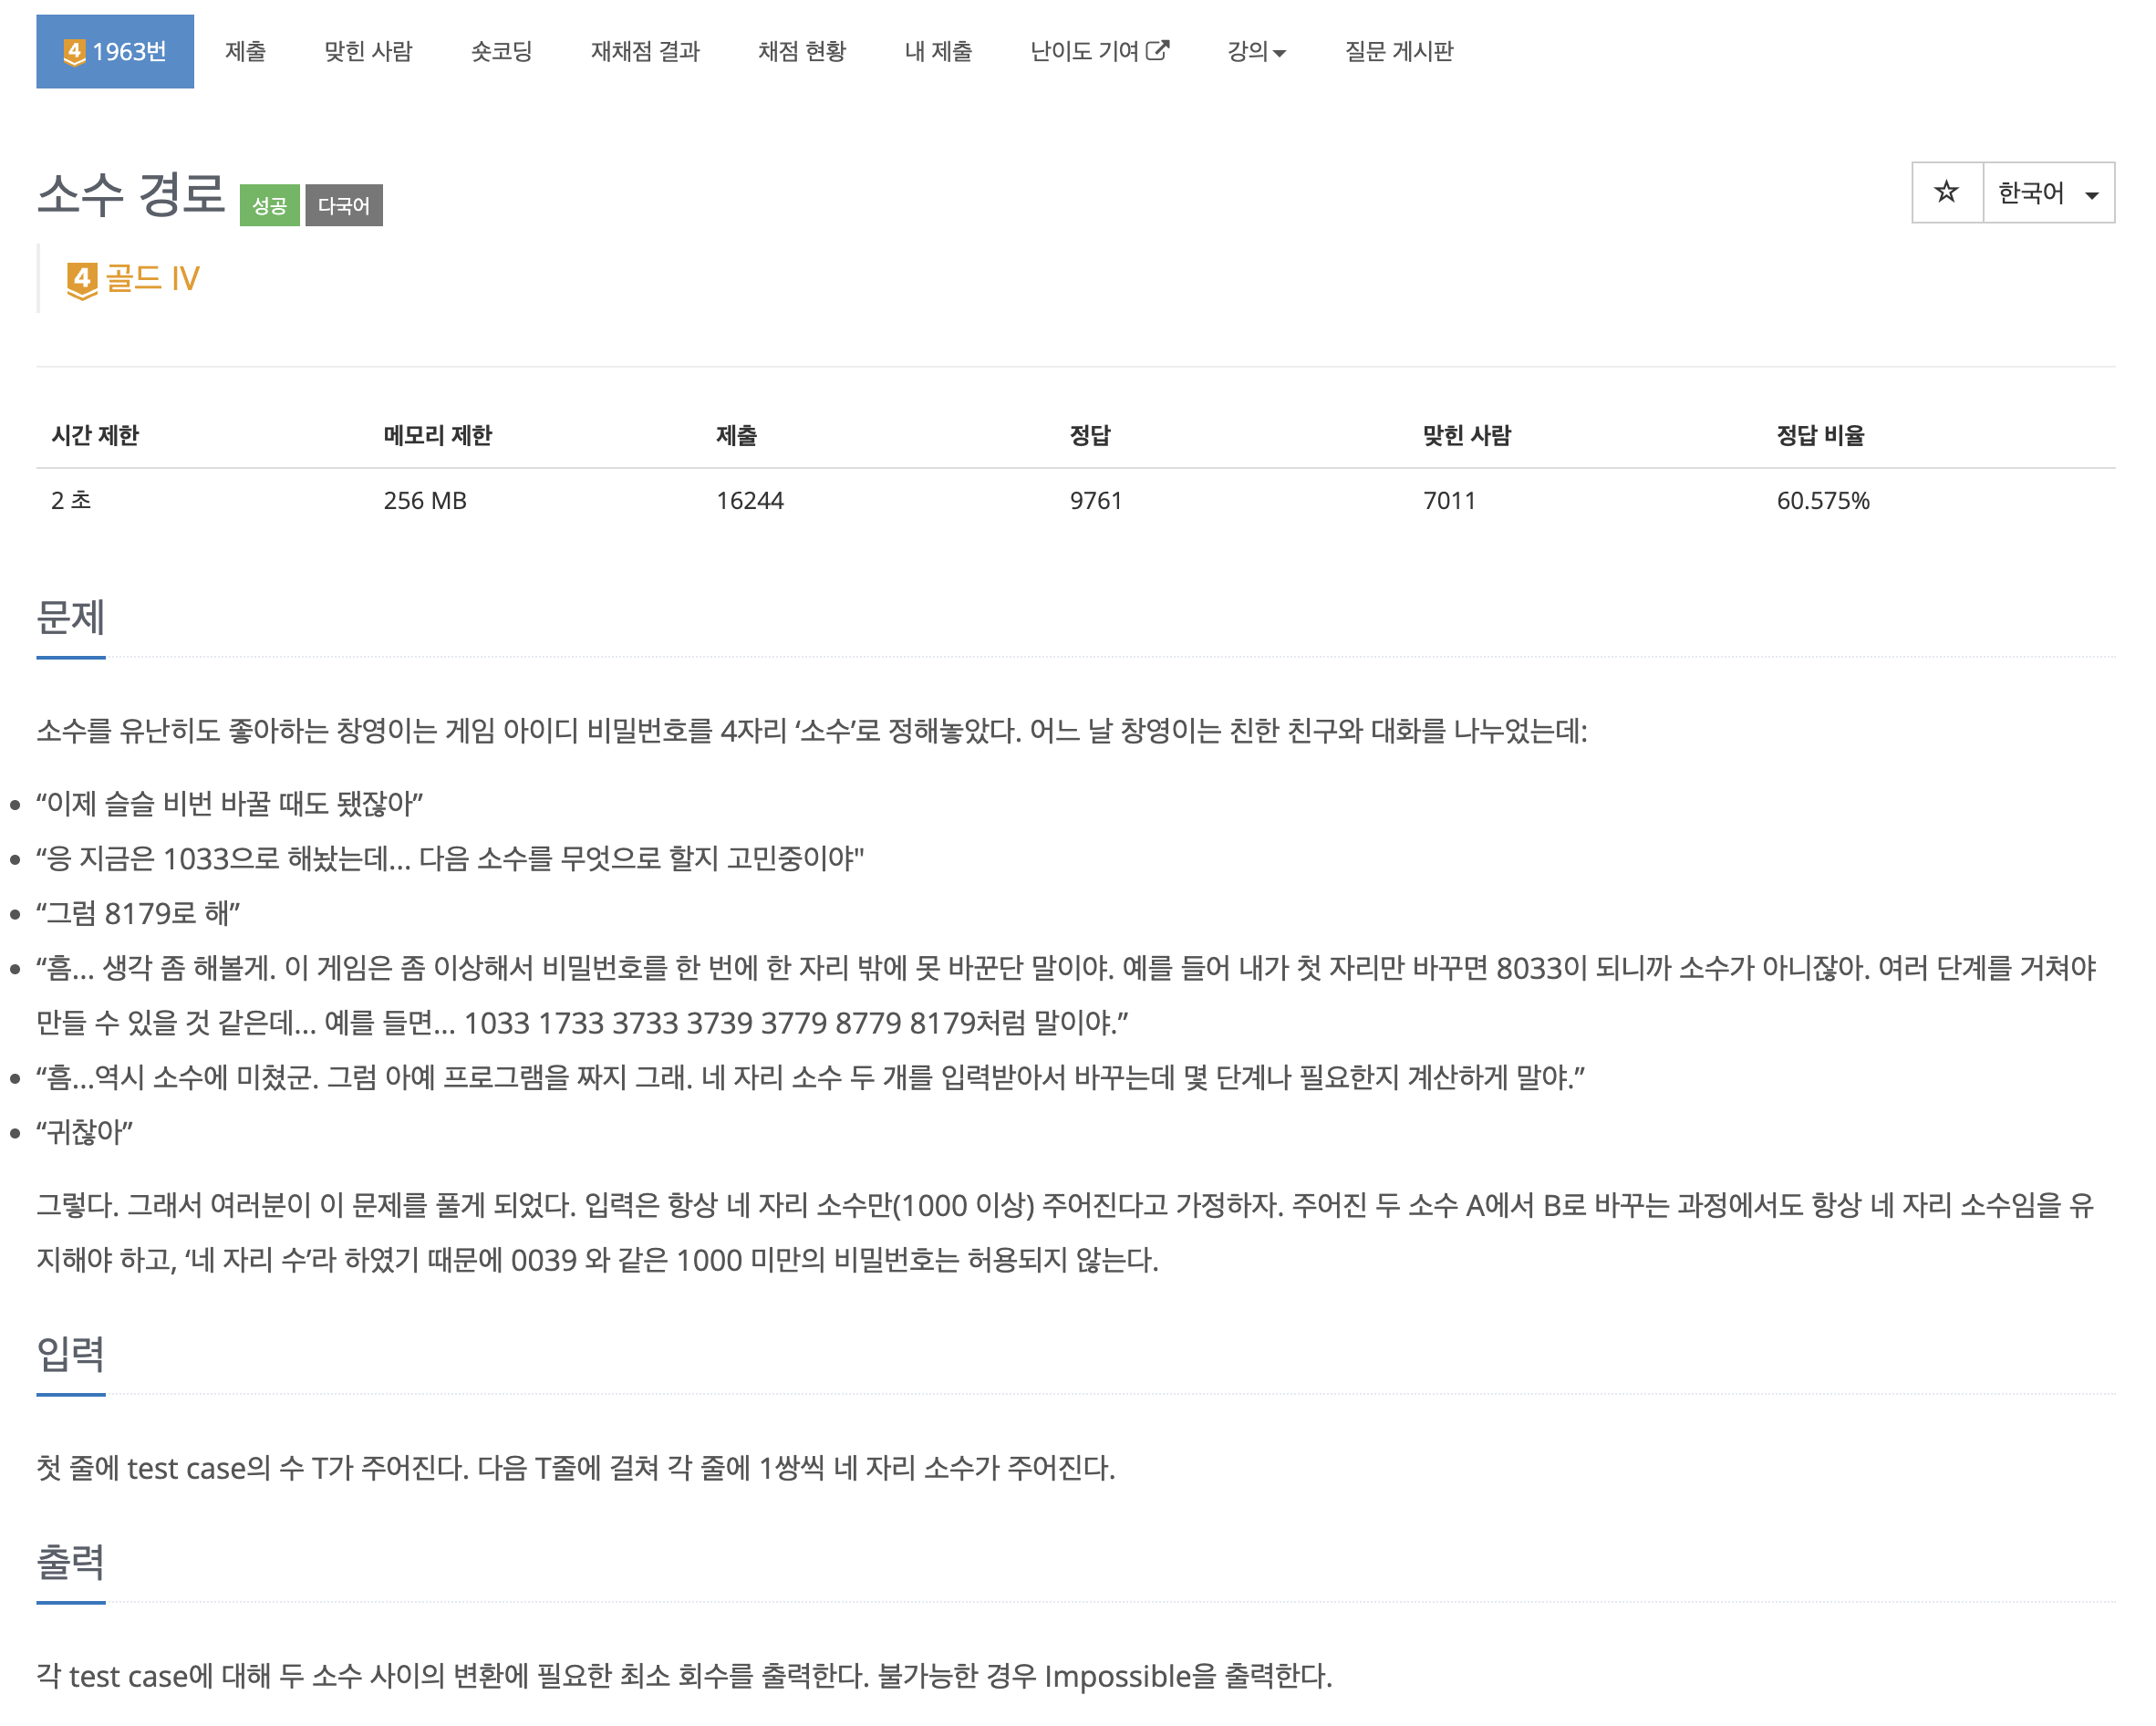 4 1963번 제출 맞힌 사람 숏코딩 재채점 결과 채점 현황 내 제출 난이도 기여 강의 질문 게시판
소수 경로 성공 다국어 ☆ 한국어
4 골드 IV
시간 제한 메모리 제한 제출 정답 맞힌 사람 정답 비율
2 초 256 MB 16244 9761 7011 60.575%
문제
소수를 유난히도 좋아하는 창영이는 게임 아이디 비밀번호를 4자리 ‘소수’로 정해놓았다. 어느 날 창영이는 친한 친구와 대화를 나누었는데:
• “이제 슬슬 비번 바꿀 때도 됐잖아”
• “응 지금은 1033으로 해놨는데... 다음 소수를 무엇으로 할지 고민중이야"
• “그럼 8179로 해”
• “흠... 생각 좀 해볼게. 이 게임은 좀 이상해서 비밀번호를 한 번에 한 자리 밖에 못 바꾼단 말이야. 예를 들어 내가 첫 자리만 바꾸면 8033이 되니까 소수가 아니잖아. 여러 단계를 거쳐야
만들 수 있을 것 같은데... 예를 들면... 1033 1733 3733 3739 3779 8779 8179처럼 말이야.”
• “흠...역시 소수에 미쳤군. 그럼 아예 프로그램을 짜지 그래. 네 자리 소수 두 개를 입력받아서 바꾸는데 몇 단계나 필요한지 계산하게 말야.”
• “귀찮아”
그렇다. 그래서 여러분이 이 문제를 풀게 되었다. 입력은 항상 네 자리 소수만(1000 이상) 주어진다고 가정하자. 주어진 두 소수 A에서 B로 바꾸는 과정에서도 항상 네 자리 소수임을 유
지해야 하고, ‘네 자리 수’라 하였기 때문에 0039 와 같은 1000 미만의 비밀번호는 허용되지 않는다.
입력
첫 줄에 test case의 수 T가 주어진다. 다음 T줄에 걸쳐 각 줄에 1쌍씩 네 자리 소수가 주어진다.
출력
각 test case에 대해 두 소수 사이의 변환에 필요한 최소 회수를 출력한다. 불가능한 경우 Impossible을 출력한다.